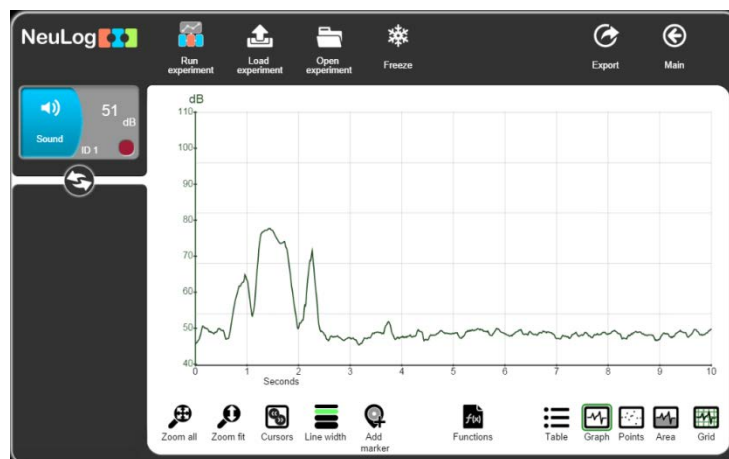 NeuLog
Run
experiment
Load
experiment
Open
experiment
Freeze
Export
Main
51
dB
Sound
ID 1
dB
110
100
90
80
70
60
50
40
0 1 2 3 4 5 6 7 8 9 10
Seconds
Zoom all
Zoom fit
Cursors
Line width
Add
marker
f(x)
Functions
Table
Graph
Points
Area
Grid